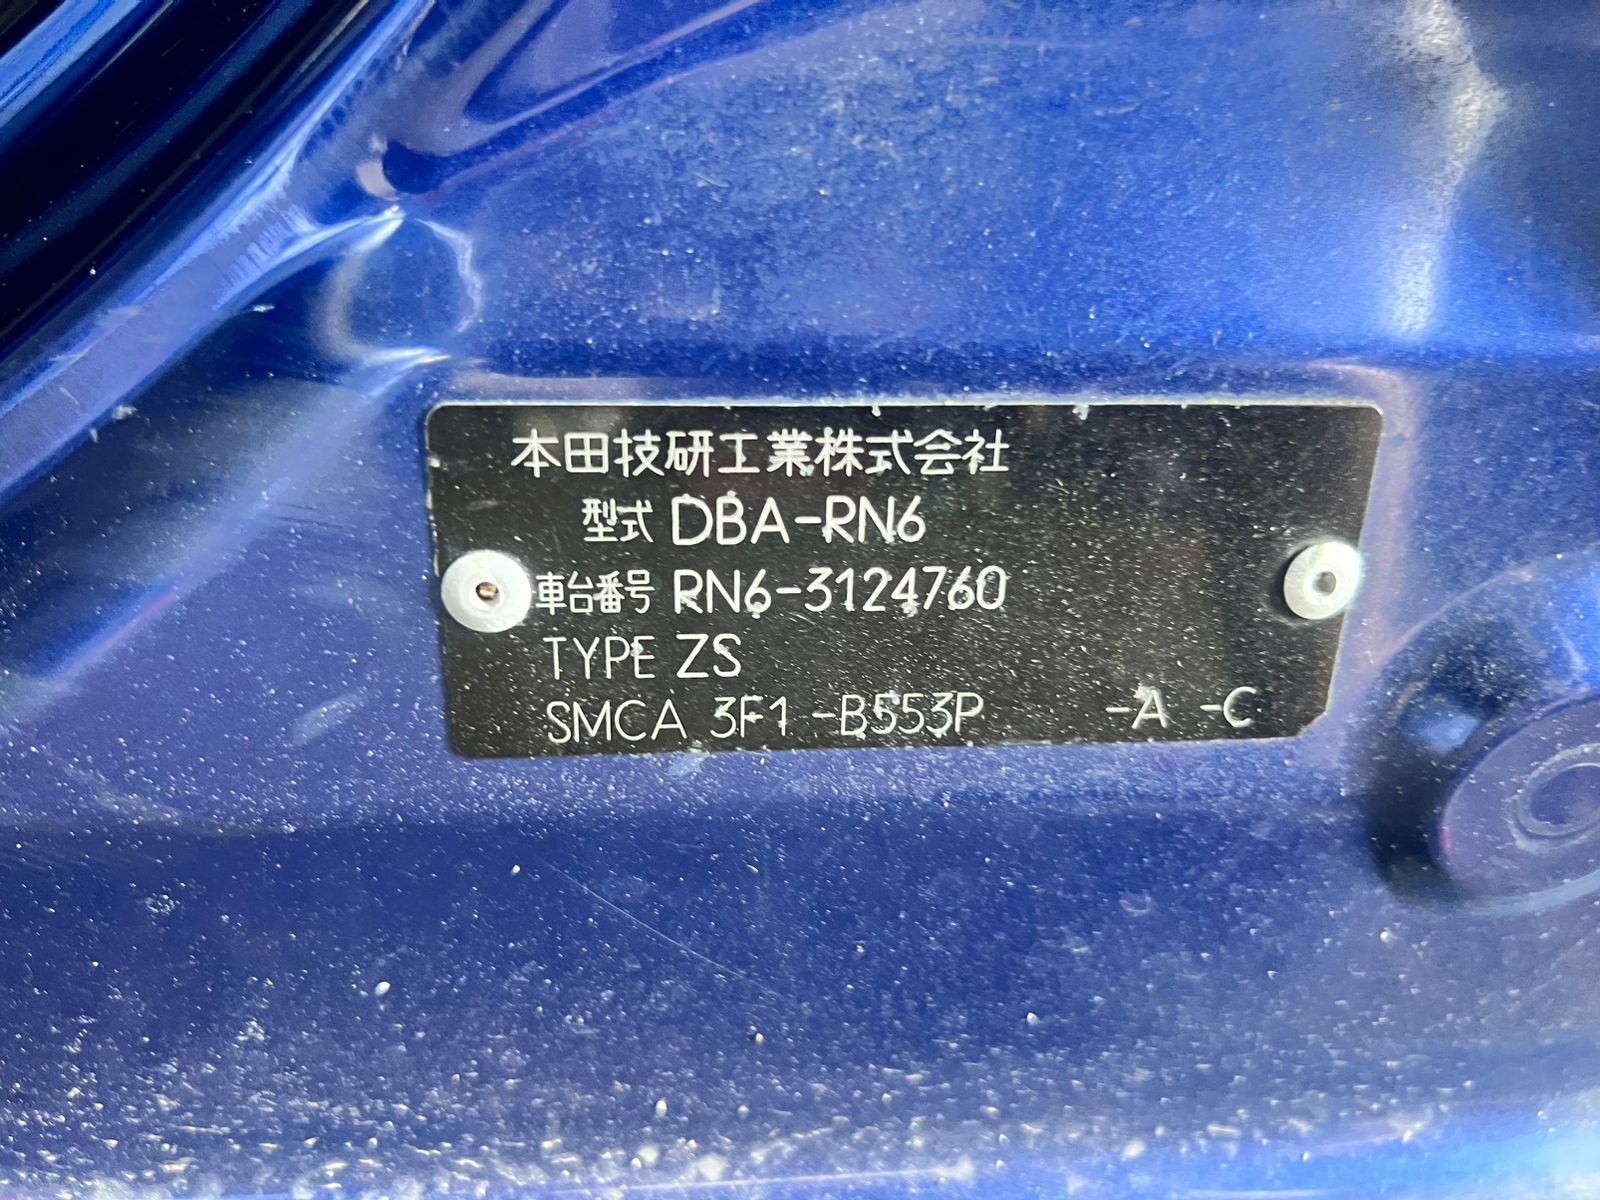 本田技研工業株式会社
型式 DBA-RN6
車台番号 RN6-3124760
TYPE ZS
SMCA 3F1 -B553P -A -C